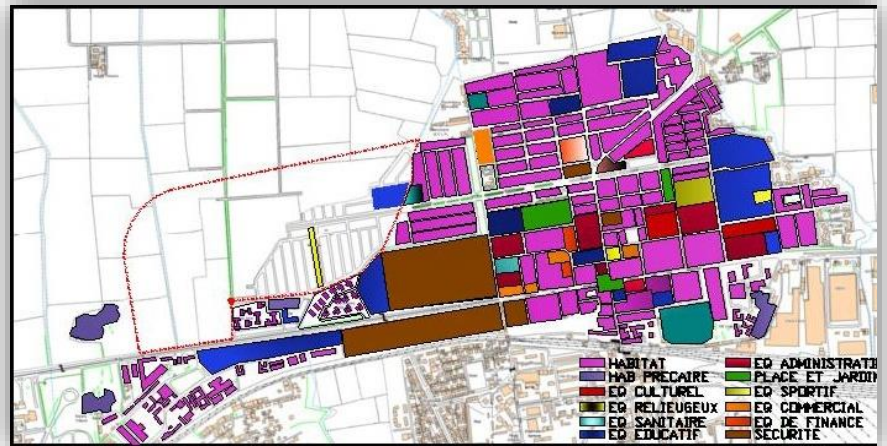 HABITAT
HAB PRECAIRE
EQ CULTUREL
EQ RELIEUGEUX
EQ SANITAIRE
EQ EDUCATIF
EQ ADMINISTRATI
PLACE ET JARDIN
EQ SPORTIF
EQ COMMERCIAL
EQ DE FINANCE
SECURITE